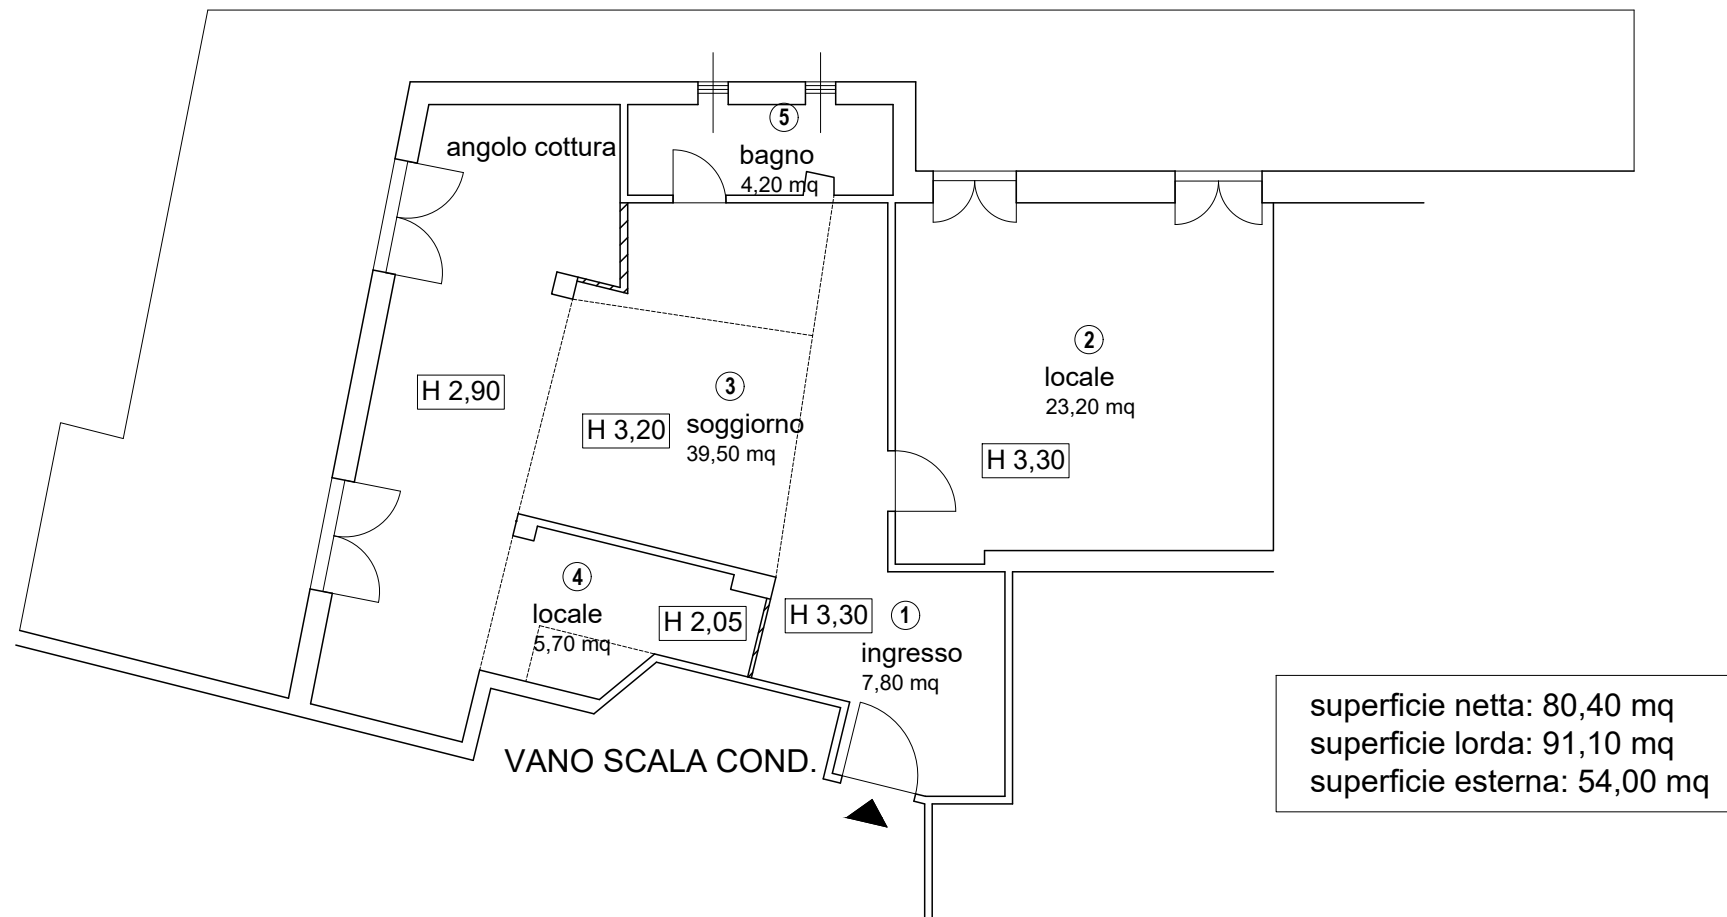 5
bagno
4,20 mq
angolo cottura
2
locale
23,20 mq
H 3,30
H 2,90
3
soggiorno
39,50 mq
H 3,20
4
locale
5,70 mq
H 2,05
H 3,30
1
ingresso
7,80 mq
VANO SCALA COND.
superficie netta: 80,40 mq
superficie lorda: 91,10 mq
superficie esterna: 54,00 mq